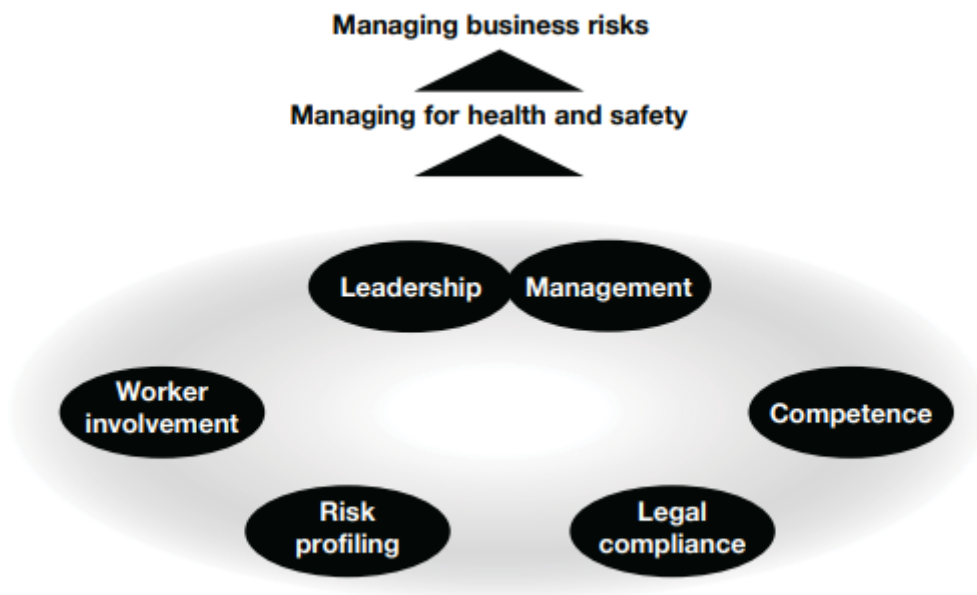 Managing business risks
Managing for health and safety
Leadership
Management
Worker
involvement
Competence
Risk
profiling
Legal
compliance